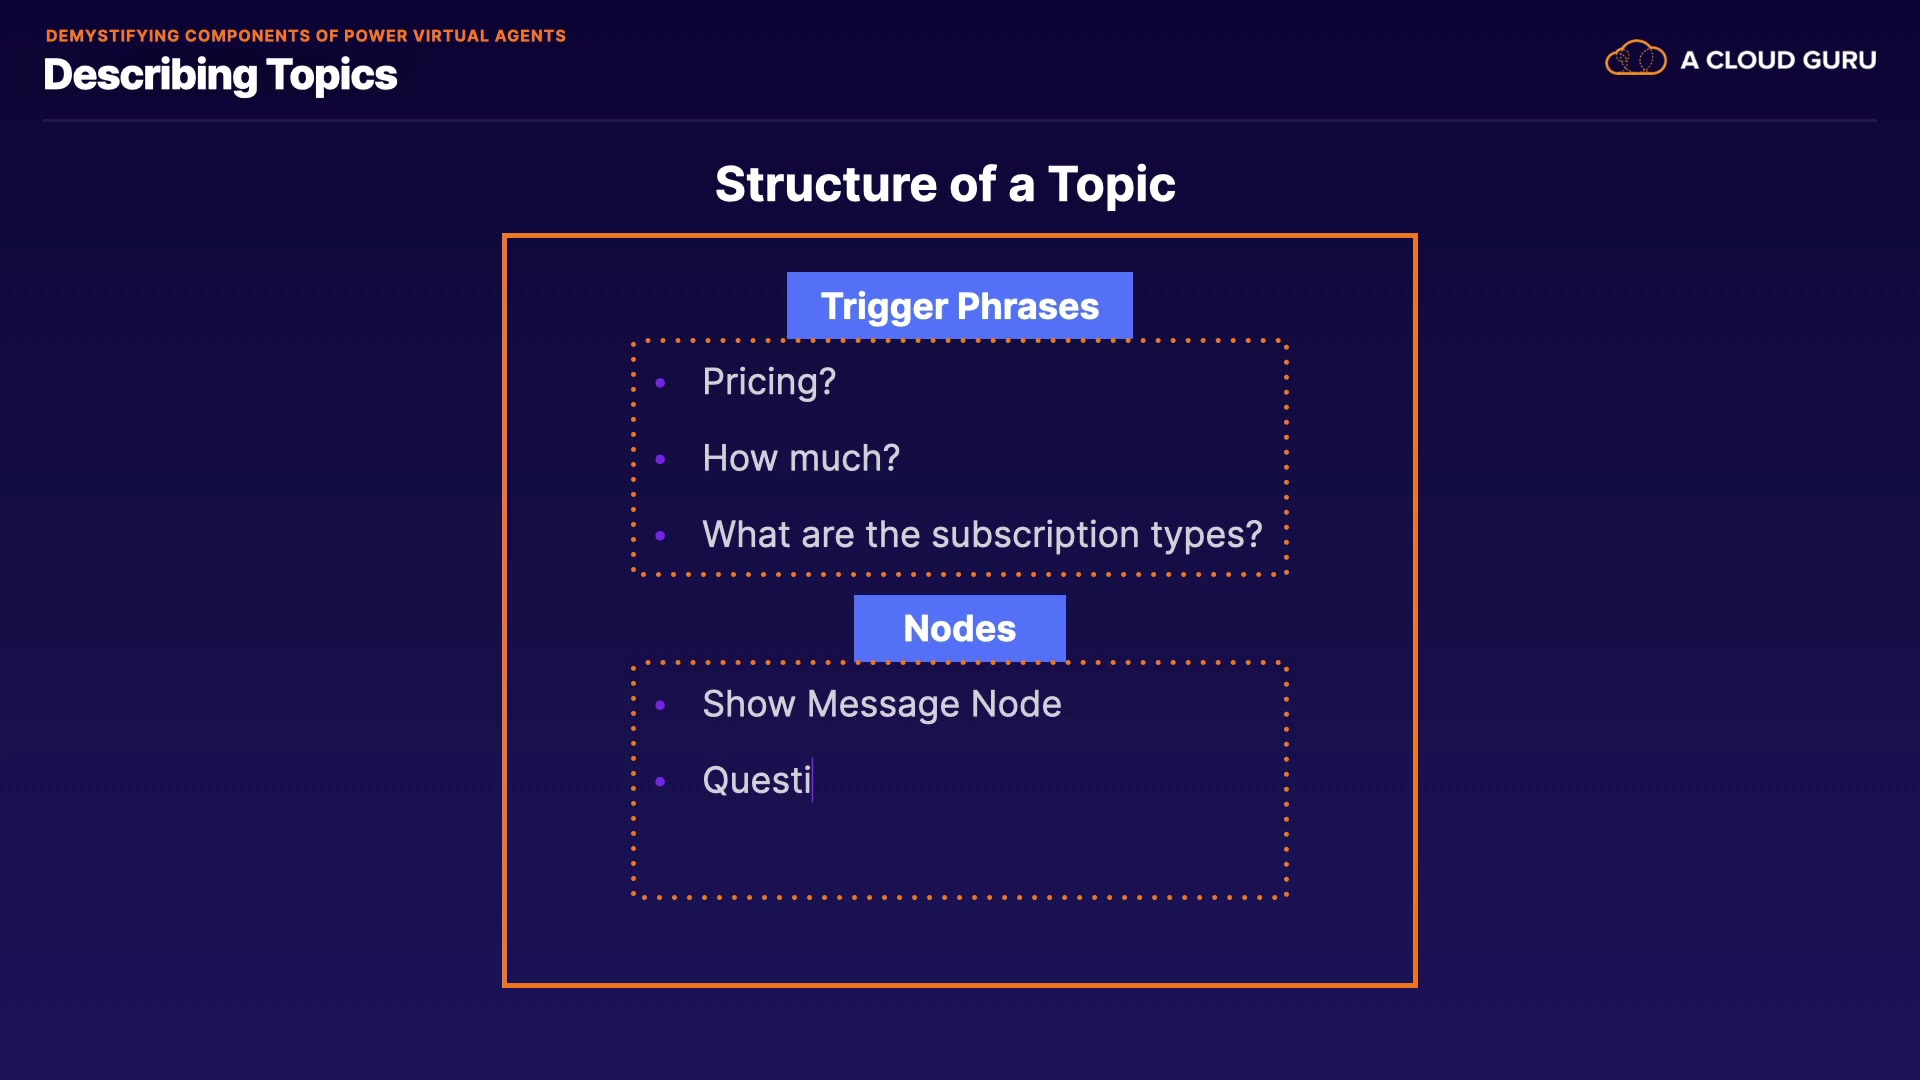 DEMYSTIFYING COMPONENTS OF POWER VIRTUAL AGENTS
Describing Topics
A CLOUD GURU
Structure of a Topic
Trigger Phrases
• Pricing?
• How much?
• What are the subscription types?
Nodes
• Show Message Node
• Questi